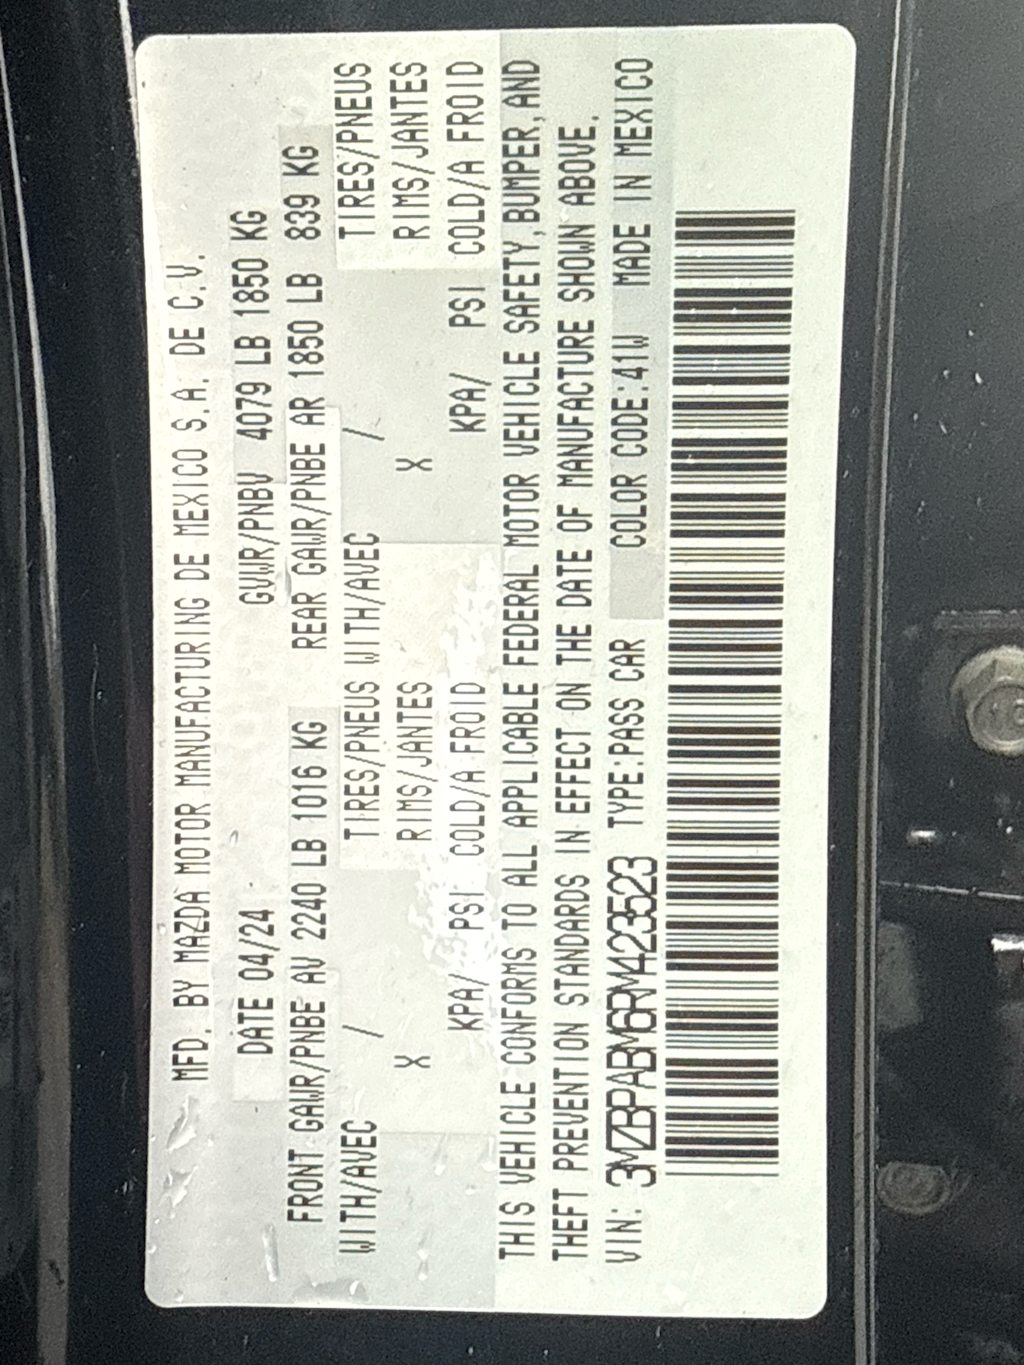 MFD. BY MAZDA MOTOR MANUFACTURING DE MEXICO S.A. DE C.V.
DATE 04/24 GVWR/PNBV 4079 LB 1850 KG
FRONT GAWR/PNBE AV 2240 LB 1016 KG REAR GAWR/PNBE AR 1850 LB 839 KG
WITH/AVEC / TIRES/PNEUS WITH/AVEC / TIRES/PNEUS
X RIMS/JANTES X RIMS/JANTES
KPA/ PSI COLD/A FROID KPA/ PSI COLD/A FROID
THIS VEHICLE CONFORMS TO ALL APPLICABLE FEDERAL MOTOR VEHICLE SAFETY,BUMPER,AND
THEFT PREVENTION STANDARDS IN EFFECT ON THE DATE OF MANUFACTURE SHOWN ABOVE.
VIN: 3MZBPABM6RM423523 TYPE:PASS CAR COLOR CODE:41W MADE IN MEXICO